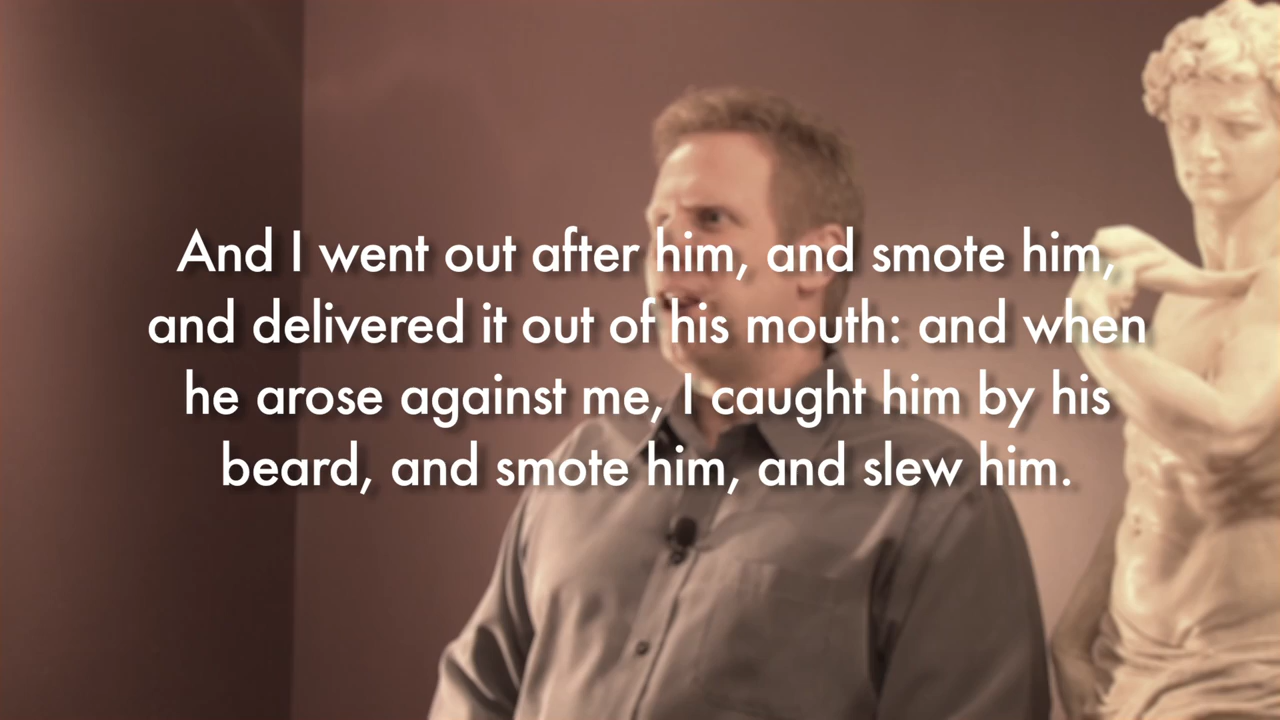 And I went out after him, and smote him,
and delivered it out of his mouth: and when
he arose against me, I caught him by his
beard, and smote him, and slew him.